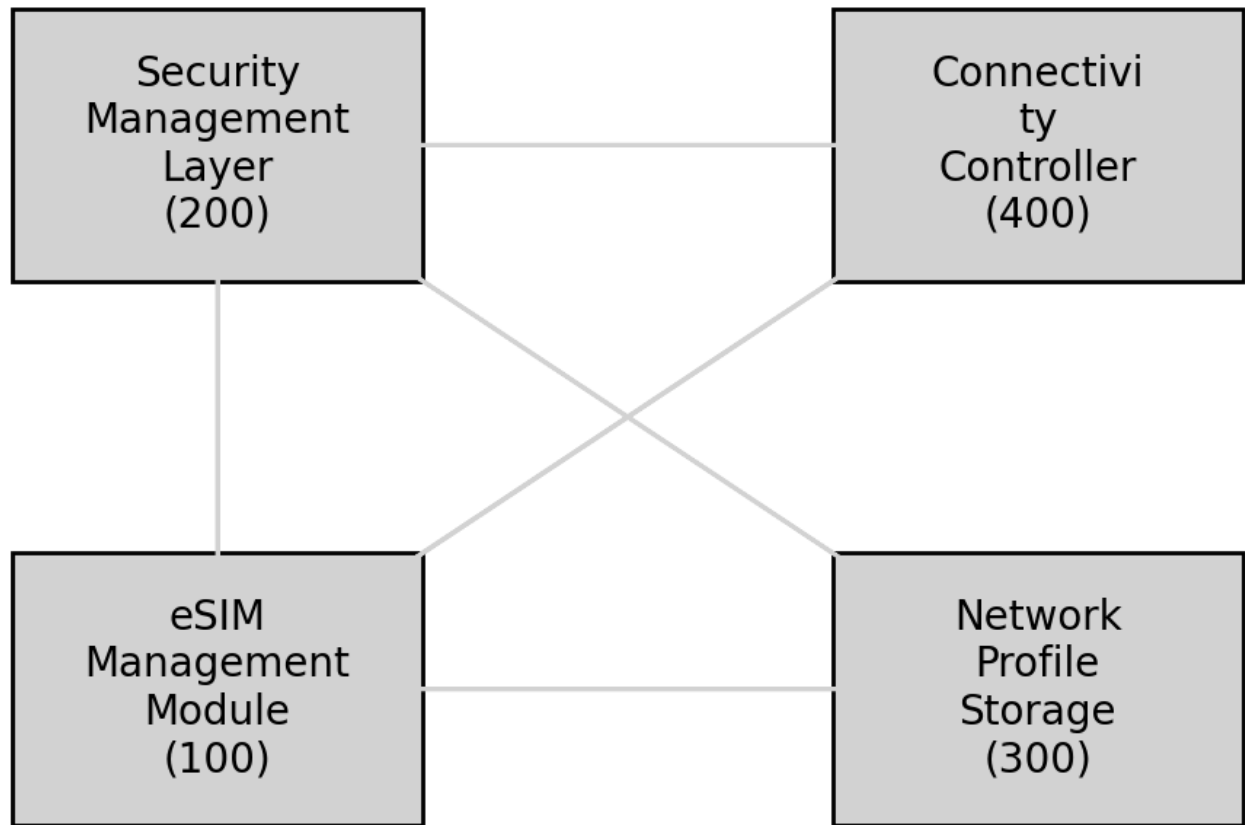 Security
Management
Layer
(200)
Connectivi
ty
Controller
(400)
eSIM
Management
Module
(100)
Network
Profile
Storage
(300)